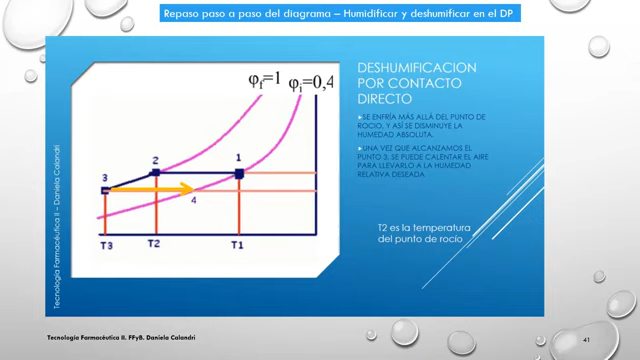 Repaso paso a paso del diagrama – Humidificar y deshumificar en el DP
DESHUMIFICACION
POR CONTACTO
DIRECTO
φf=1 φi=0,4
SE ENFRÍA MÁS ALLÁ DEL PUNTO DE
ROCIO, Y ASÍ SE DISMINUYE LA
HUMEDAD ABSOLUTA.
UNA VEZ QUE ALCANZAMOS EL
PUNTO 3, SE PUEDE CALENTAR EL AIRE
PARA LLEVARLO A LA HUMEDAD
RELATIVA DESEADA
3
2
1
4
T3
T2
T1
T2 es la temperatura
del punto de rocío
Tecnología Farmacéutica II – Daniela Calandri
Tecnología Farmacéutica II. FFyB. Daniela Calandri
41